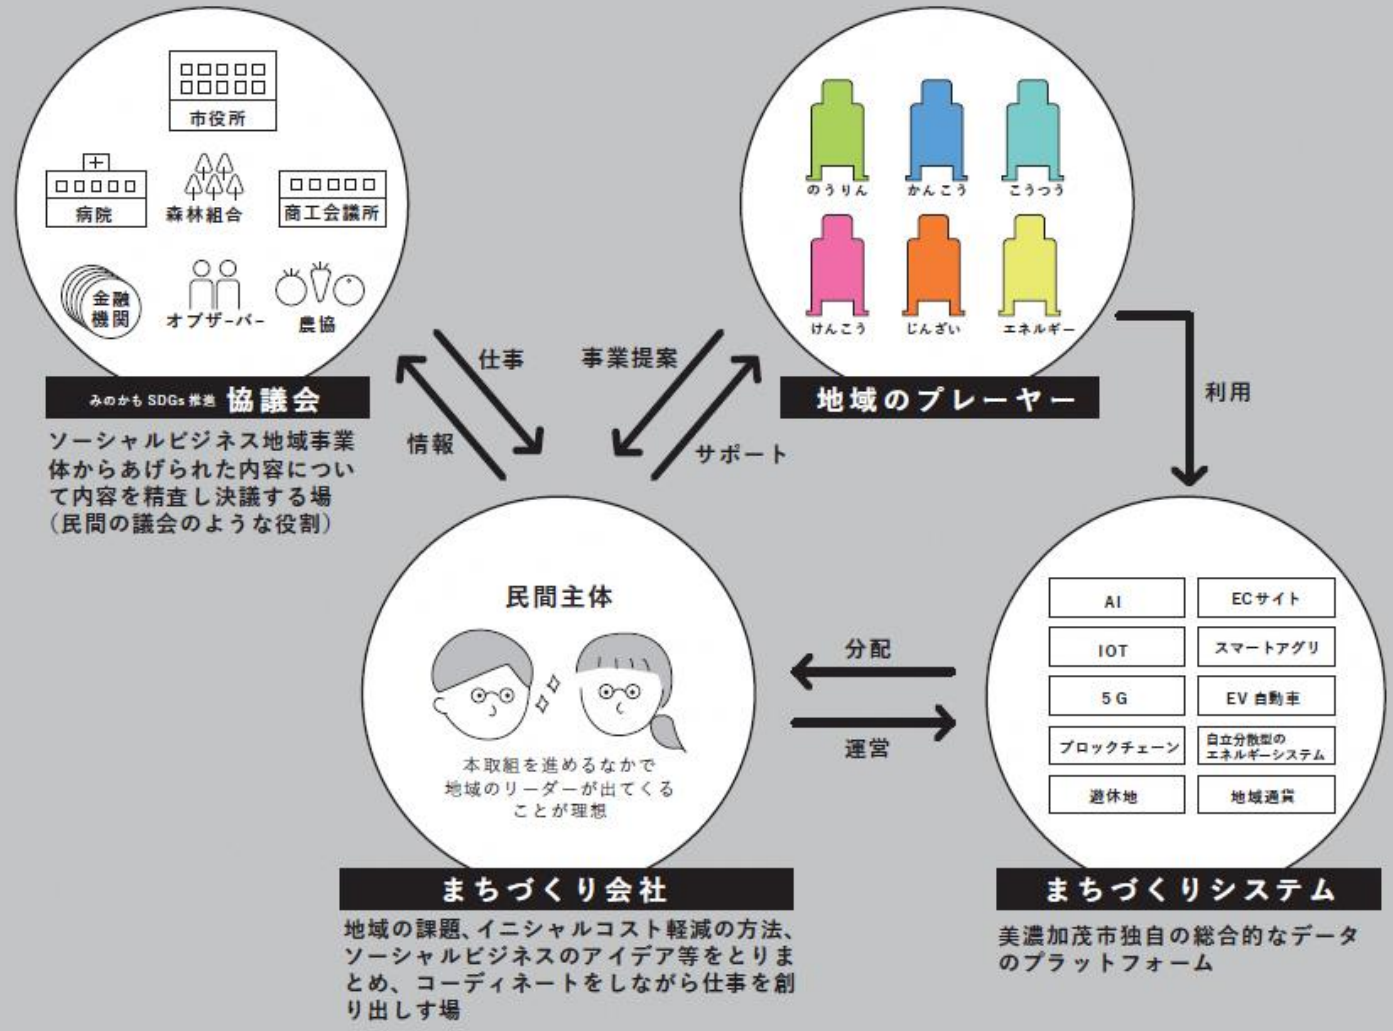 市役所
病院
森林組合
商工会議所
金融
機関
オブザーバー
農協
みのかも SDGs 推進 協議会
ソーシャルビジネス地域事業
体からあげられた内容につい
て内容を精査し決議する場
（民間の議会のような役割）
仕事
情報
事業提案
サポート
のうりん
かんこう
こうつう
けんこう
じんざい
エネルギー
地域のプレーヤー
利用
民間主体
本取組を進めるなかで
地域のリーダーが出てくる
ことが理想
まちづくり会社
地域の課題、イニシャルコスト軽減の方法、
ソーシャルビジネスのアイデア等をとりま
とめ、コーディネートをしながら仕事を創
り出しす場
分配
運営
AI
ECサイト
IOT
スマートアグリ
5G
EV 自動車
ブロックチェーン
自立分散型の
エネルギーシステム
遊休地
地域通貨
まちづくりシステム
美濃加茂市独自の総合的なデータ
のプラットフォーム